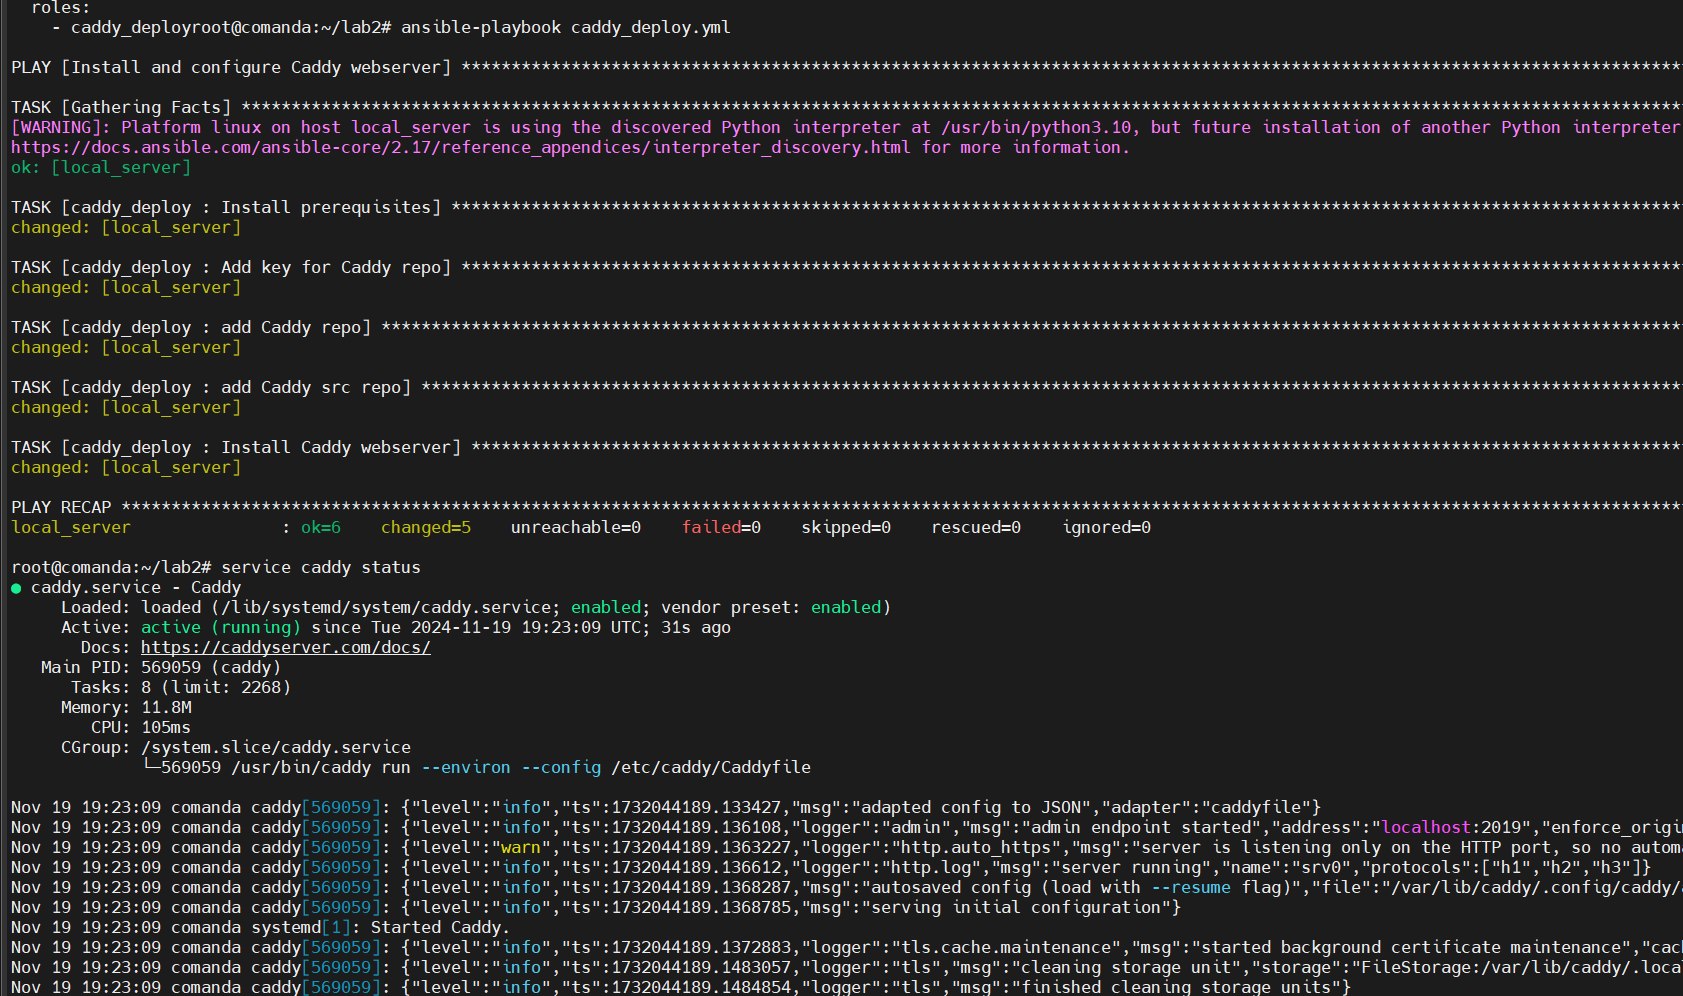 roles:
- caddy_deployroot@comanda:~/lab2# ansible-playbook caddy_deploy.yml
PLAY [Install and configure Caddy webserver] **************************************************************************************************************************
TASK [Gathering Facts] ************************************************************************************************************************************************
[WARNING]: Platform linux on host local_server is using the discovered Python interpreter at /usr/bin/python3.10, but future installation of another Python interpreter
https://docs.ansible.com/ansible-core/2.17/reference_appendices/interpreter_discovery.html for more information.
ok: [local_server]
TASK [caddy_deploy : Install prerequisites] ***************************************************************************************************************************
changed: [local_server]
TASK [caddy_deploy : Add key for Caddy repo] **************************************************************************************************************************
changed: [local_server]
TASK [caddy_deploy : add Caddy repo] **********************************************************************************************************************************
changed: [local_server]
TASK [caddy_deploy : add Caddy src repo] ******************************************************************************************************************************
changed: [local_server]
TASK [caddy_deploy : Install Caddy webserver] *************************************************************************************************************************
changed: [local_server]
PLAY RECAP ************************************************************************************************************************************************************
local_server : ok=6 changed=5 unreachable=0 failed=0 skipped=0 rescued=0 ignored=0
root@comanda:~/lab2# service caddy status
● caddy.service - Caddy
Loaded: loaded (/lib/systemd/system/caddy.service; enabled; vendor preset: enabled)
Active: active (running) since Tue 2024-11-19 19:23:09 UTC; 31s ago
Docs: https://caddyserver.com/docs/
Main PID: 569059 (caddy)
Tasks: 8 (limit: 2268)
Memory: 11.8M
CPU: 105ms
CGroup: /system.slice/caddy.service
└─569059 /usr/bin/caddy run --environ --config /etc/caddy/Caddyfile
Nov 19 19:23:09 comanda caddy[569059]: {"level":"info","ts":1732044189.133427,"msg":"adapted config to JSON","adapter":"caddyfile"}
Nov 19 19:23:09 comanda caddy[569059]: {"level":"info","ts":1732044189.136108,"logger":"admin","msg":"admin endpoint started","address":"localhost:2019","enforce_origin
Nov 19 19:23:09 comanda caddy[569059]: {"level":"warn","ts":1732044189.1363227,"logger":"http.auto_https","msg":"server is listening only on the HTTP port, so no automa
Nov 19 19:23:09 comanda caddy[569059]: {"level":"info","ts":1732044189.136612,"logger":"http.log","msg":"server running","name":"srv0","protocols":["h1","h2","h3"]}
Nov 19 19:23:09 comanda caddy[569059]: {"level":"info","ts":1732044189.1368287,"msg":"autosaved config (load with --resume flag)","file":"/var/lib/caddy/.config/caddy/a
Nov 19 19:23:09 comanda caddy[569059]: {"level":"info","ts":1732044189.1368785,"msg":"serving initial configuration"}
Nov 19 19:23:09 comanda systemd[1]: Started Caddy.
Nov 19 19:23:09 comanda caddy[569059]: {"level":"info","ts":1732044189.1372883,"logger":"tls.cache.maintenance","msg":"started background certificate maintenance","cac
Nov 19 19:23:09 comanda caddy[569059]: {"level":"info","ts":1732044189.1483057,"logger":"tls","msg":"cleaning storage unit","storage":"FileStorage:/var/lib/caddy/.loca
Nov 19 19:23:09 comanda caddy[569059]: {"level":"info","ts":1732044189.1484854,"logger":"tls","msg":"finished cleaning storage units"}